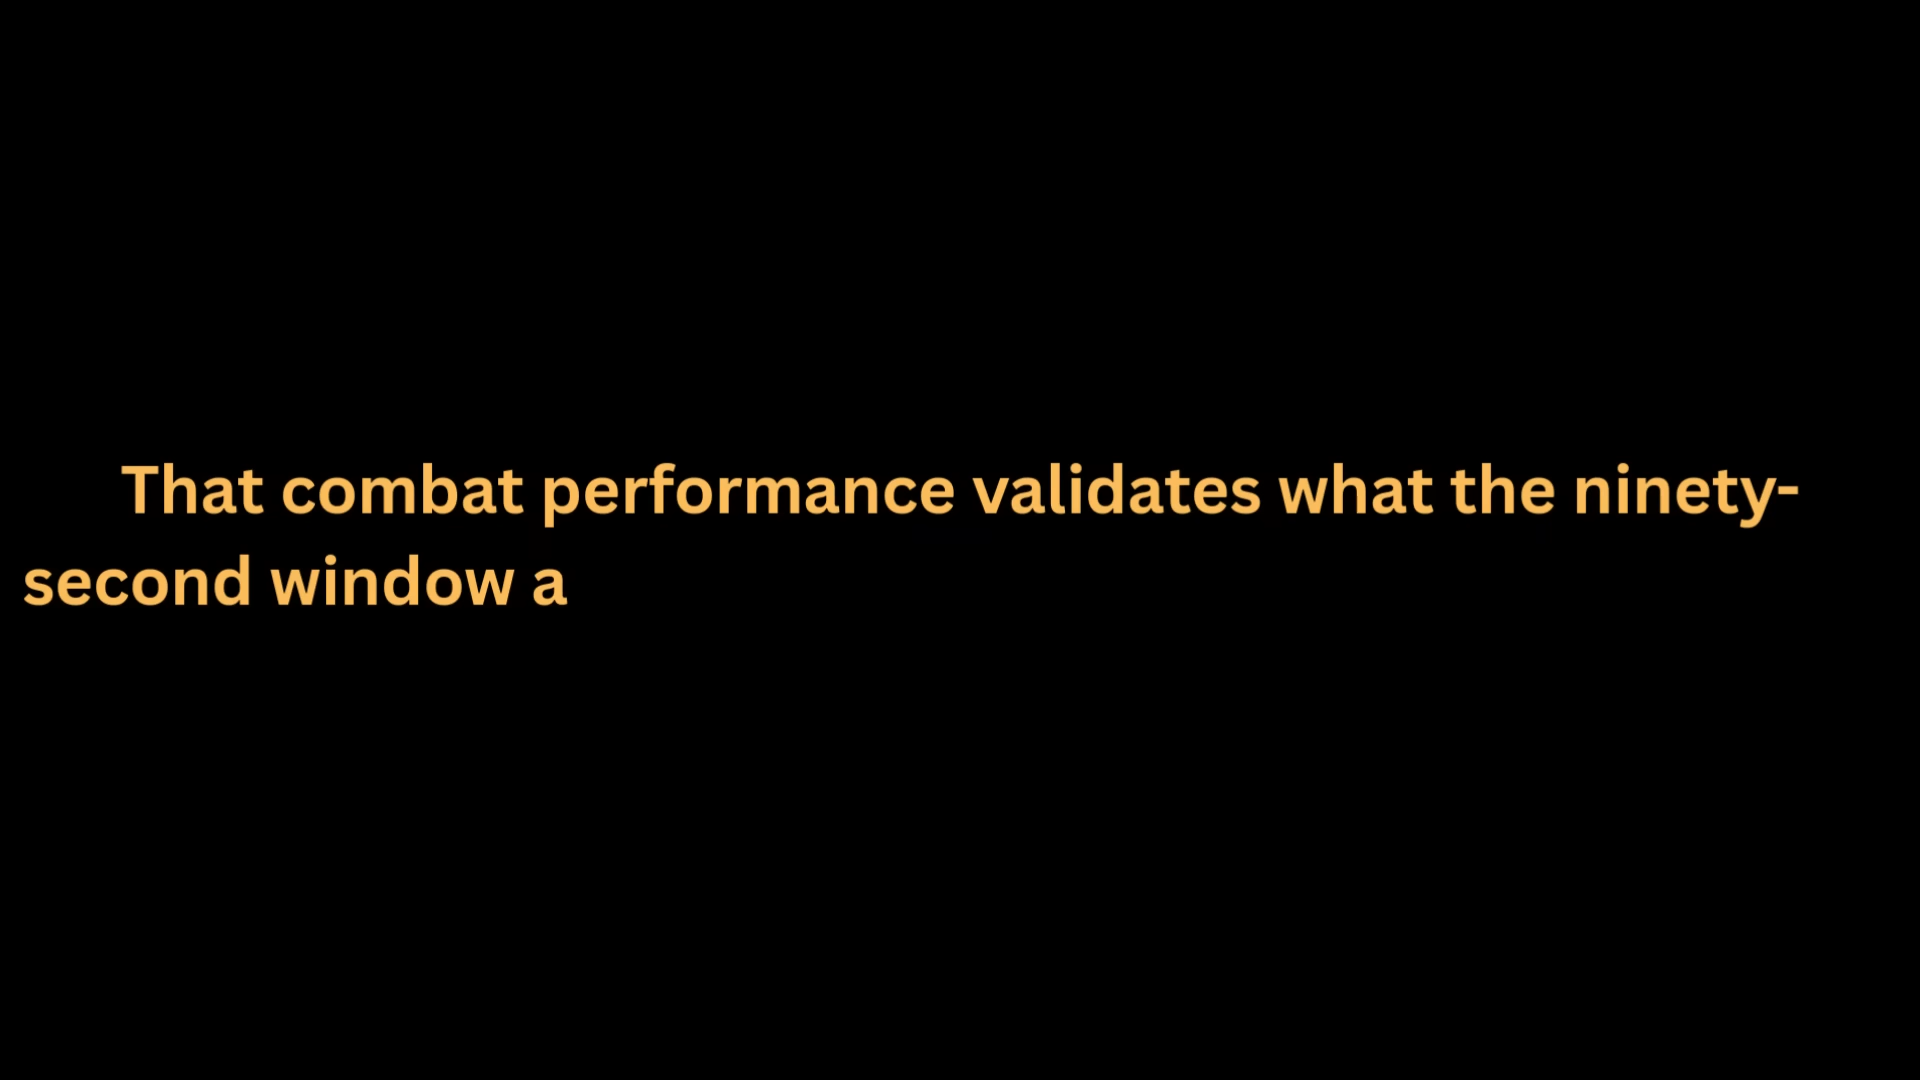 That combat performance validates what the ninety-
second window a